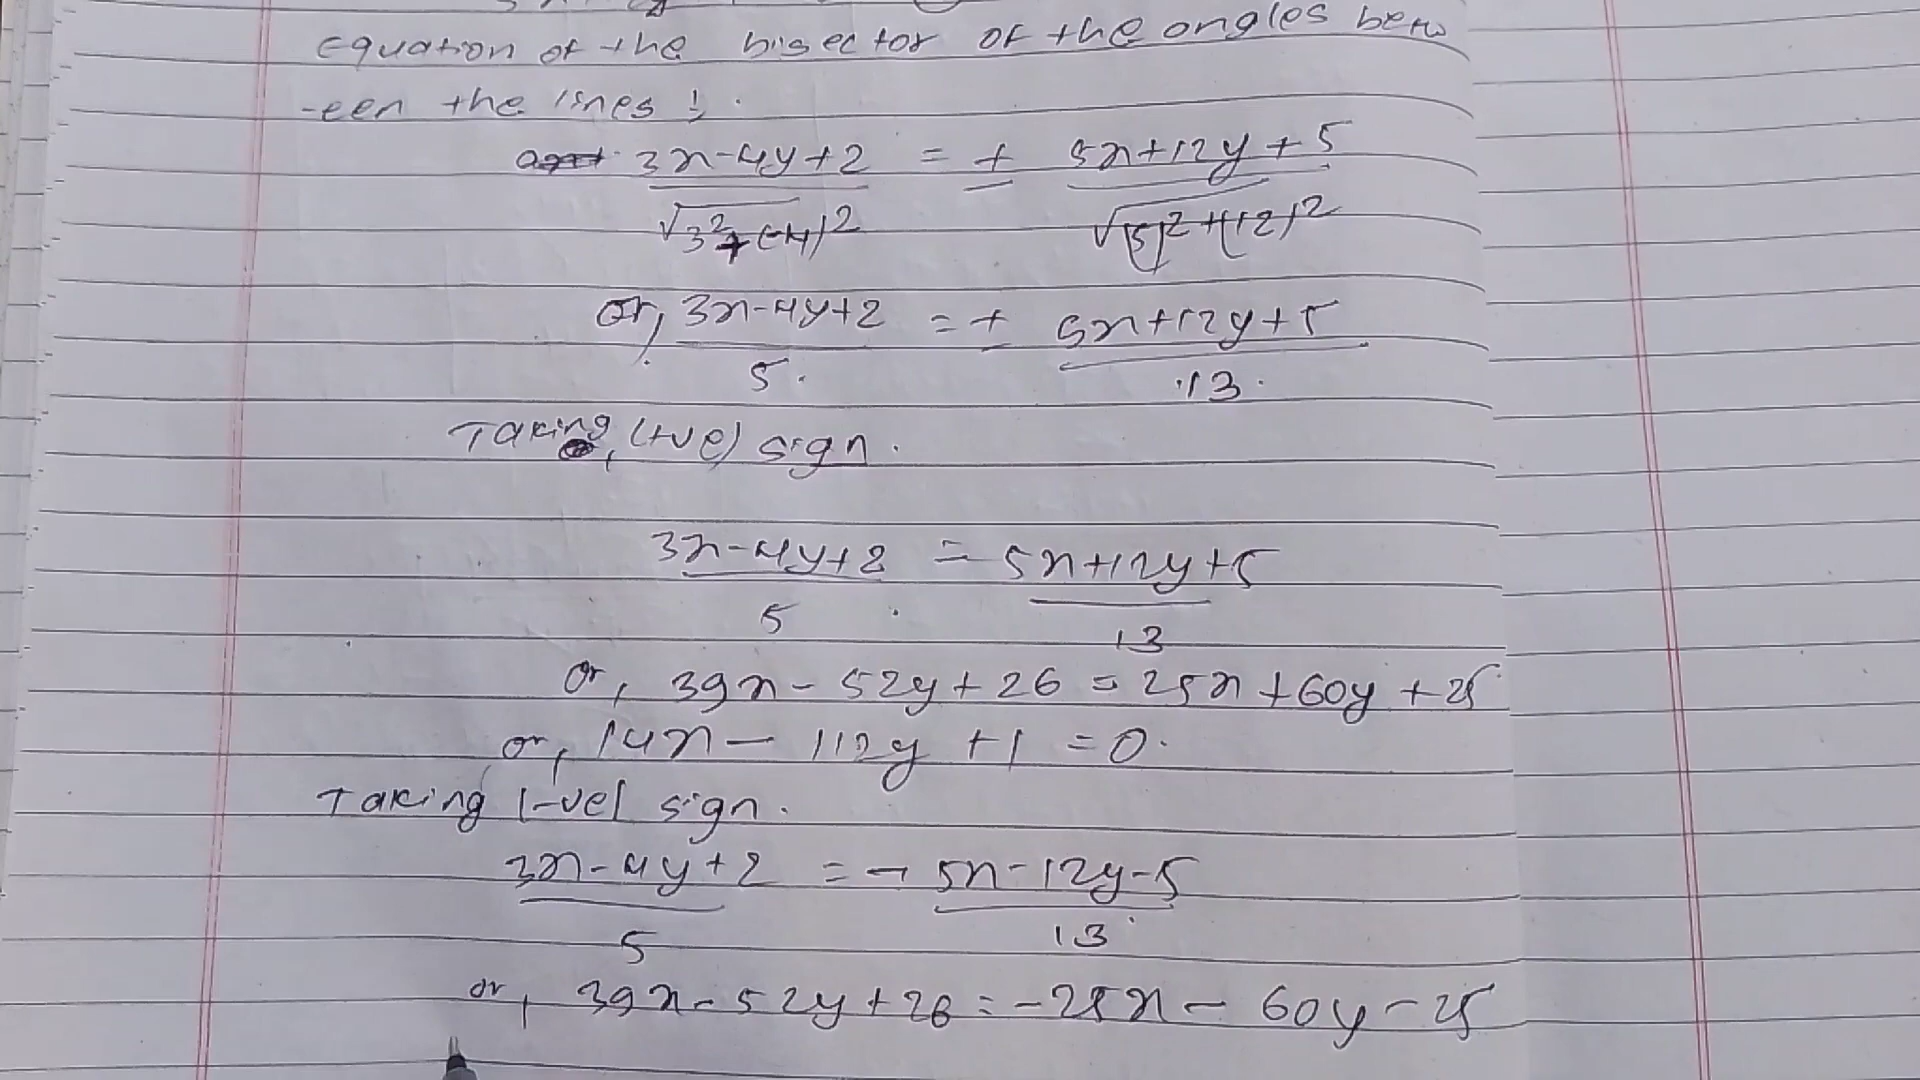 Equation of the bisector of the angles betw
-een the lines :
3x-4y+2 = ± 5x+12y+5
√3²+(-4)² √(5)²+(12)²
or, 3x-4y+2 = ± 5x+12y+5
5. 13.
Taking, (+ve) sign.
3x-4y+2 = 5x+12y+5
5 13
or, 39x - 52y + 26 = 25x + 60y + 25
or, 14x - 112y + 1 = 0.
Taking (-ve) sign.
3x-4y+2 = - 5x-12y-5
5 13
or, 39x - 52y + 26 = -25x - 60y - 25